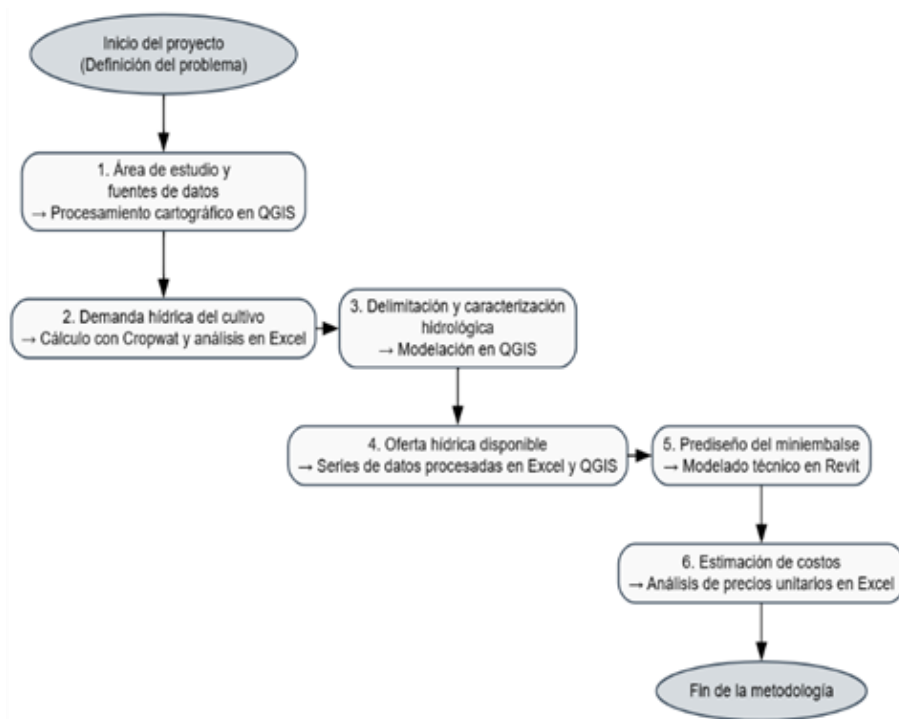 Inicio del proyecto
(Definición del problema)
1. Área de estudio y
fuentes de datos
→ Procesamiento cartográfico en QGIS
2. Demanda hídrica del cultivo
→ Cálculo con Cropwat y análisis en Excel
3. Delimitación y caracterización
hidrológica
→ Modelación en QGIS
4. Oferta hídrica disponible
→ Series de datos procesadas en Excel y QGIS
5. Prediseño del miniembalse
→ Modelado técnico en Revit
6. Estimación de costos
→ Análisis de precios unitarios en Excel
Fin de la metodología